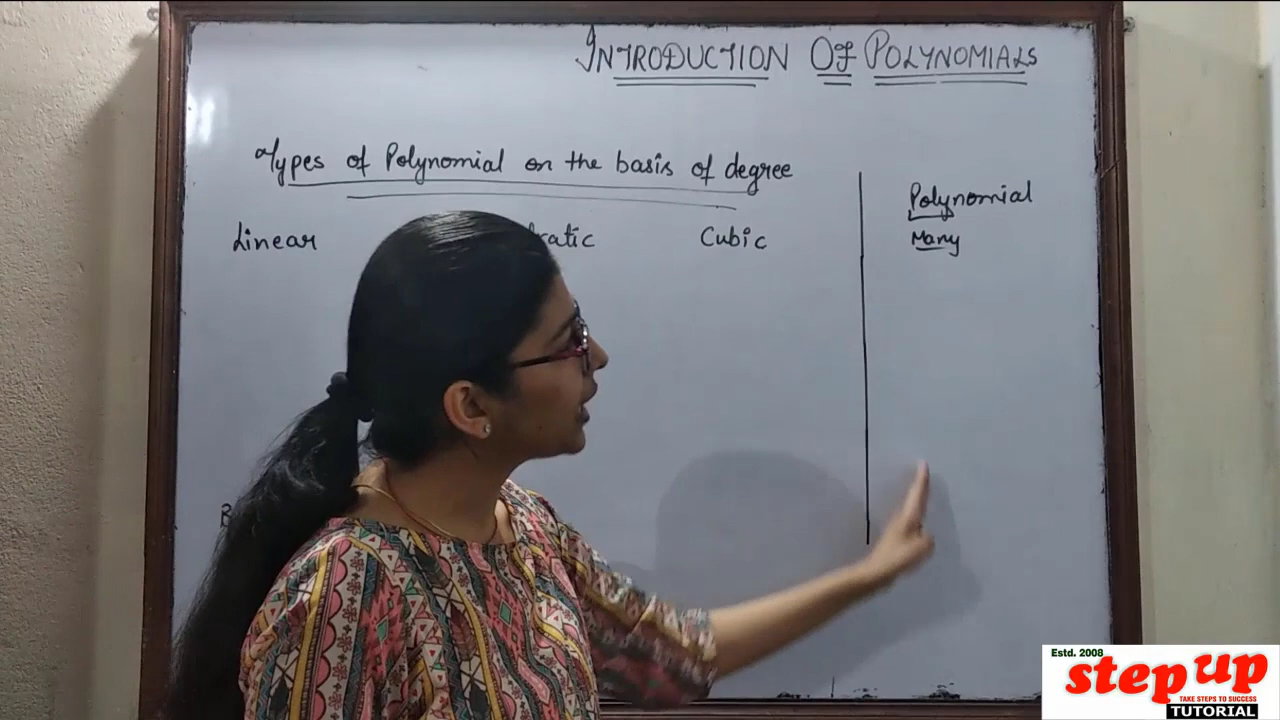 INTRODUCTION OF POLYNOMIALS
Types of Polynomial on the basis of degree
Linear Cubic
Polynomial
Many
Estd. 2008
step up
TAKE STEPS TO SUCCESS
TUTORIAL